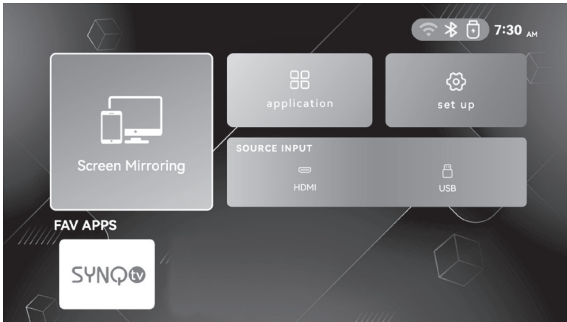 7:30 AM
application
set up
Screen Mirroring
SOURCE INPUT
HDMI
USB
FAV APPS
SYNQ tv